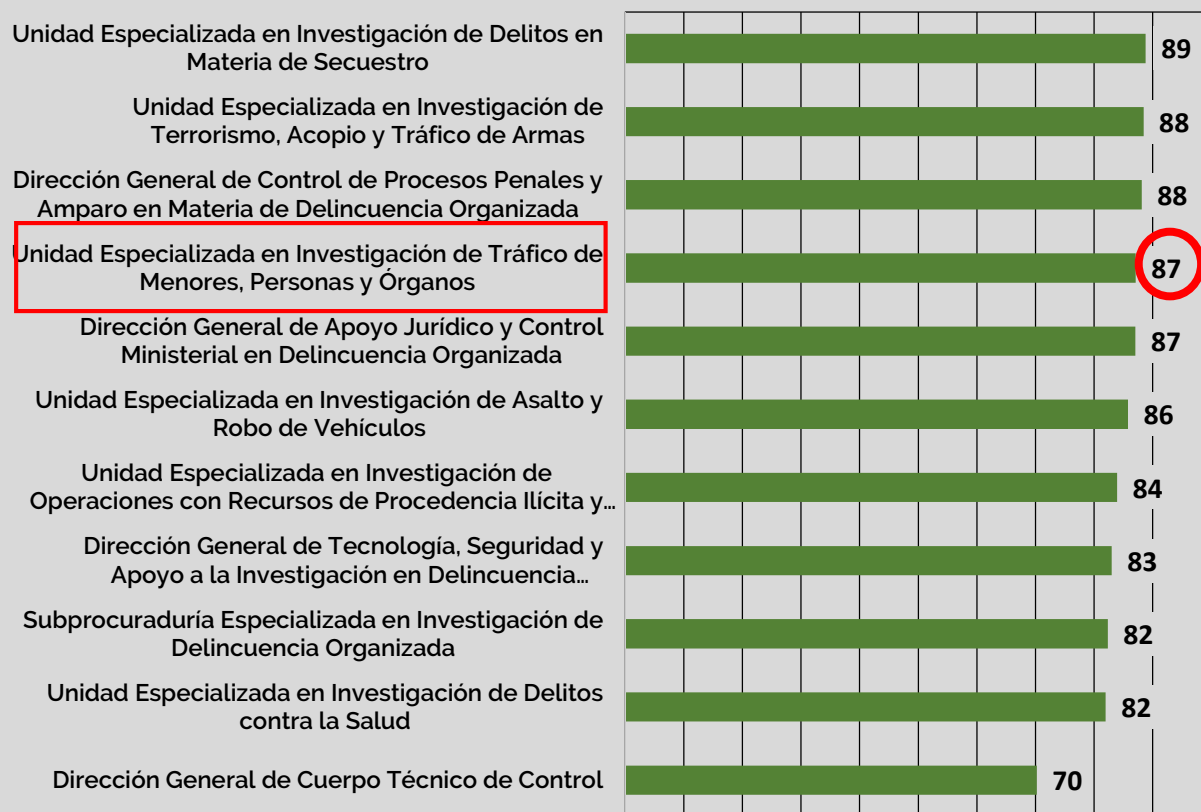 Unidad Especializada en Investigación de Delitos en
Materia de Secuestro
89
Unidad Especializada en Investigación de
Terrorismo, Acopio y Tráfico de Armas
88
Dirección General de Control de Procesos Penales y
Amparo en Materia de Delincuencia Organizada
88
Unidad Especializada en Investigación de Tráfico de
Menores, Personas y Órganos
87
Dirección General de Apoyo Jurídico y Control
Ministerial en Delincuencia Organizada
87
Unidad Especializada en Investigación de Asalto y
Robo de Vehículos
86
Unidad Especializada en Investigación de
Operaciones con Recursos de Procedencia Ilícita y...
84
Dirección General de Tecnología, Seguridad y
Apoyo a la Investigación en Delincuencia...
83
Subprocuraduría Especializada en Investigación de
Delincuencia Organizada
82
Unidad Especializada en Investigación de Delitos
contra la Salud
82
Dirección General de Cuerpo Técnico de Control
70